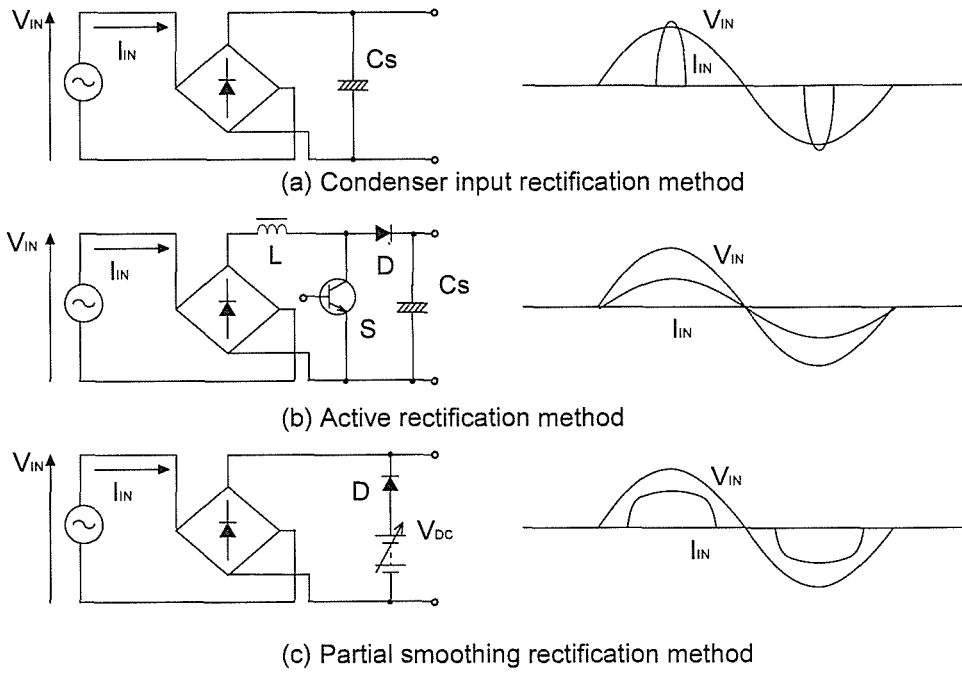 VIN
IIN
Cs
VIN
IIN
(a) Condenser input rectification method
VIN
IIN
L
D
S
Cs
VIN
IIN
(b) Active rectification method
VIN
IIN
D
VDC
VIN
IIN
(c) Partial smoothing rectification method